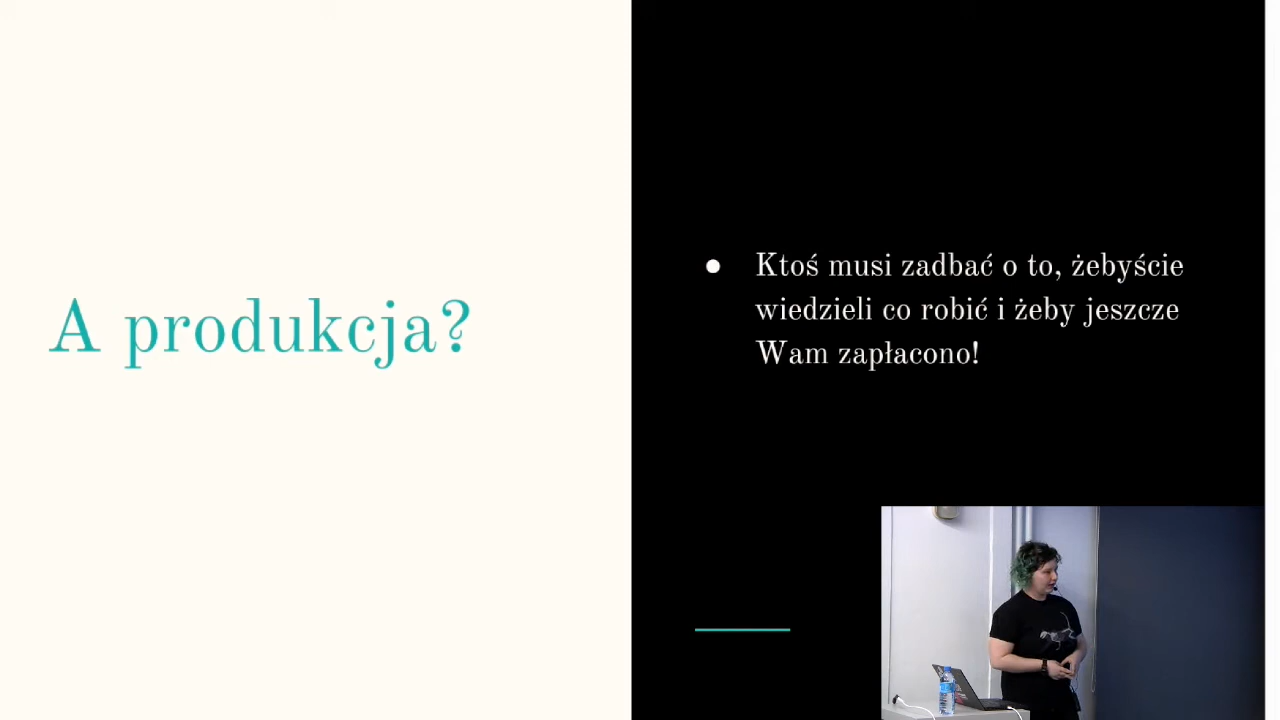 A produkcja?
● Ktoś musi zadbać o to, żebyście
wiedzieli co robić i żeby jeszcze
Wam zapłacono!